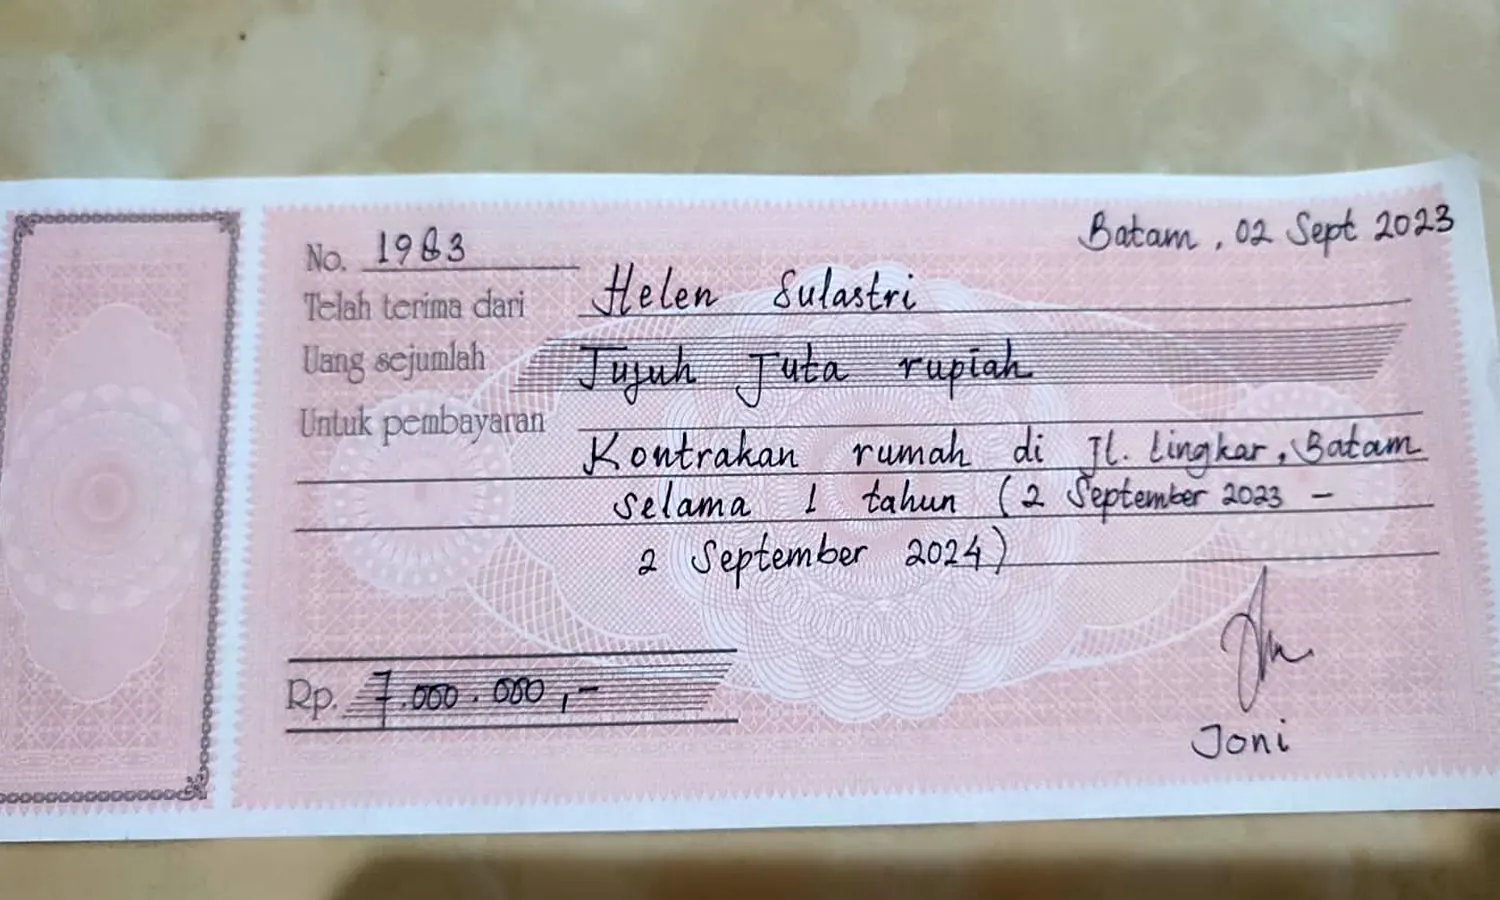 Batam, 02 Sept 2023
No. 1983
Telah terima dari Helen Sulastri
Uang sejumlah Tujuh Juta rupiah
Untuk pembayaran
Kontrakan rumah di Jl. Lingkar, Batam
selama 1 tahun (2 September 2023 -
2 September 2024)
Rp. 7.000.000,-
Joni